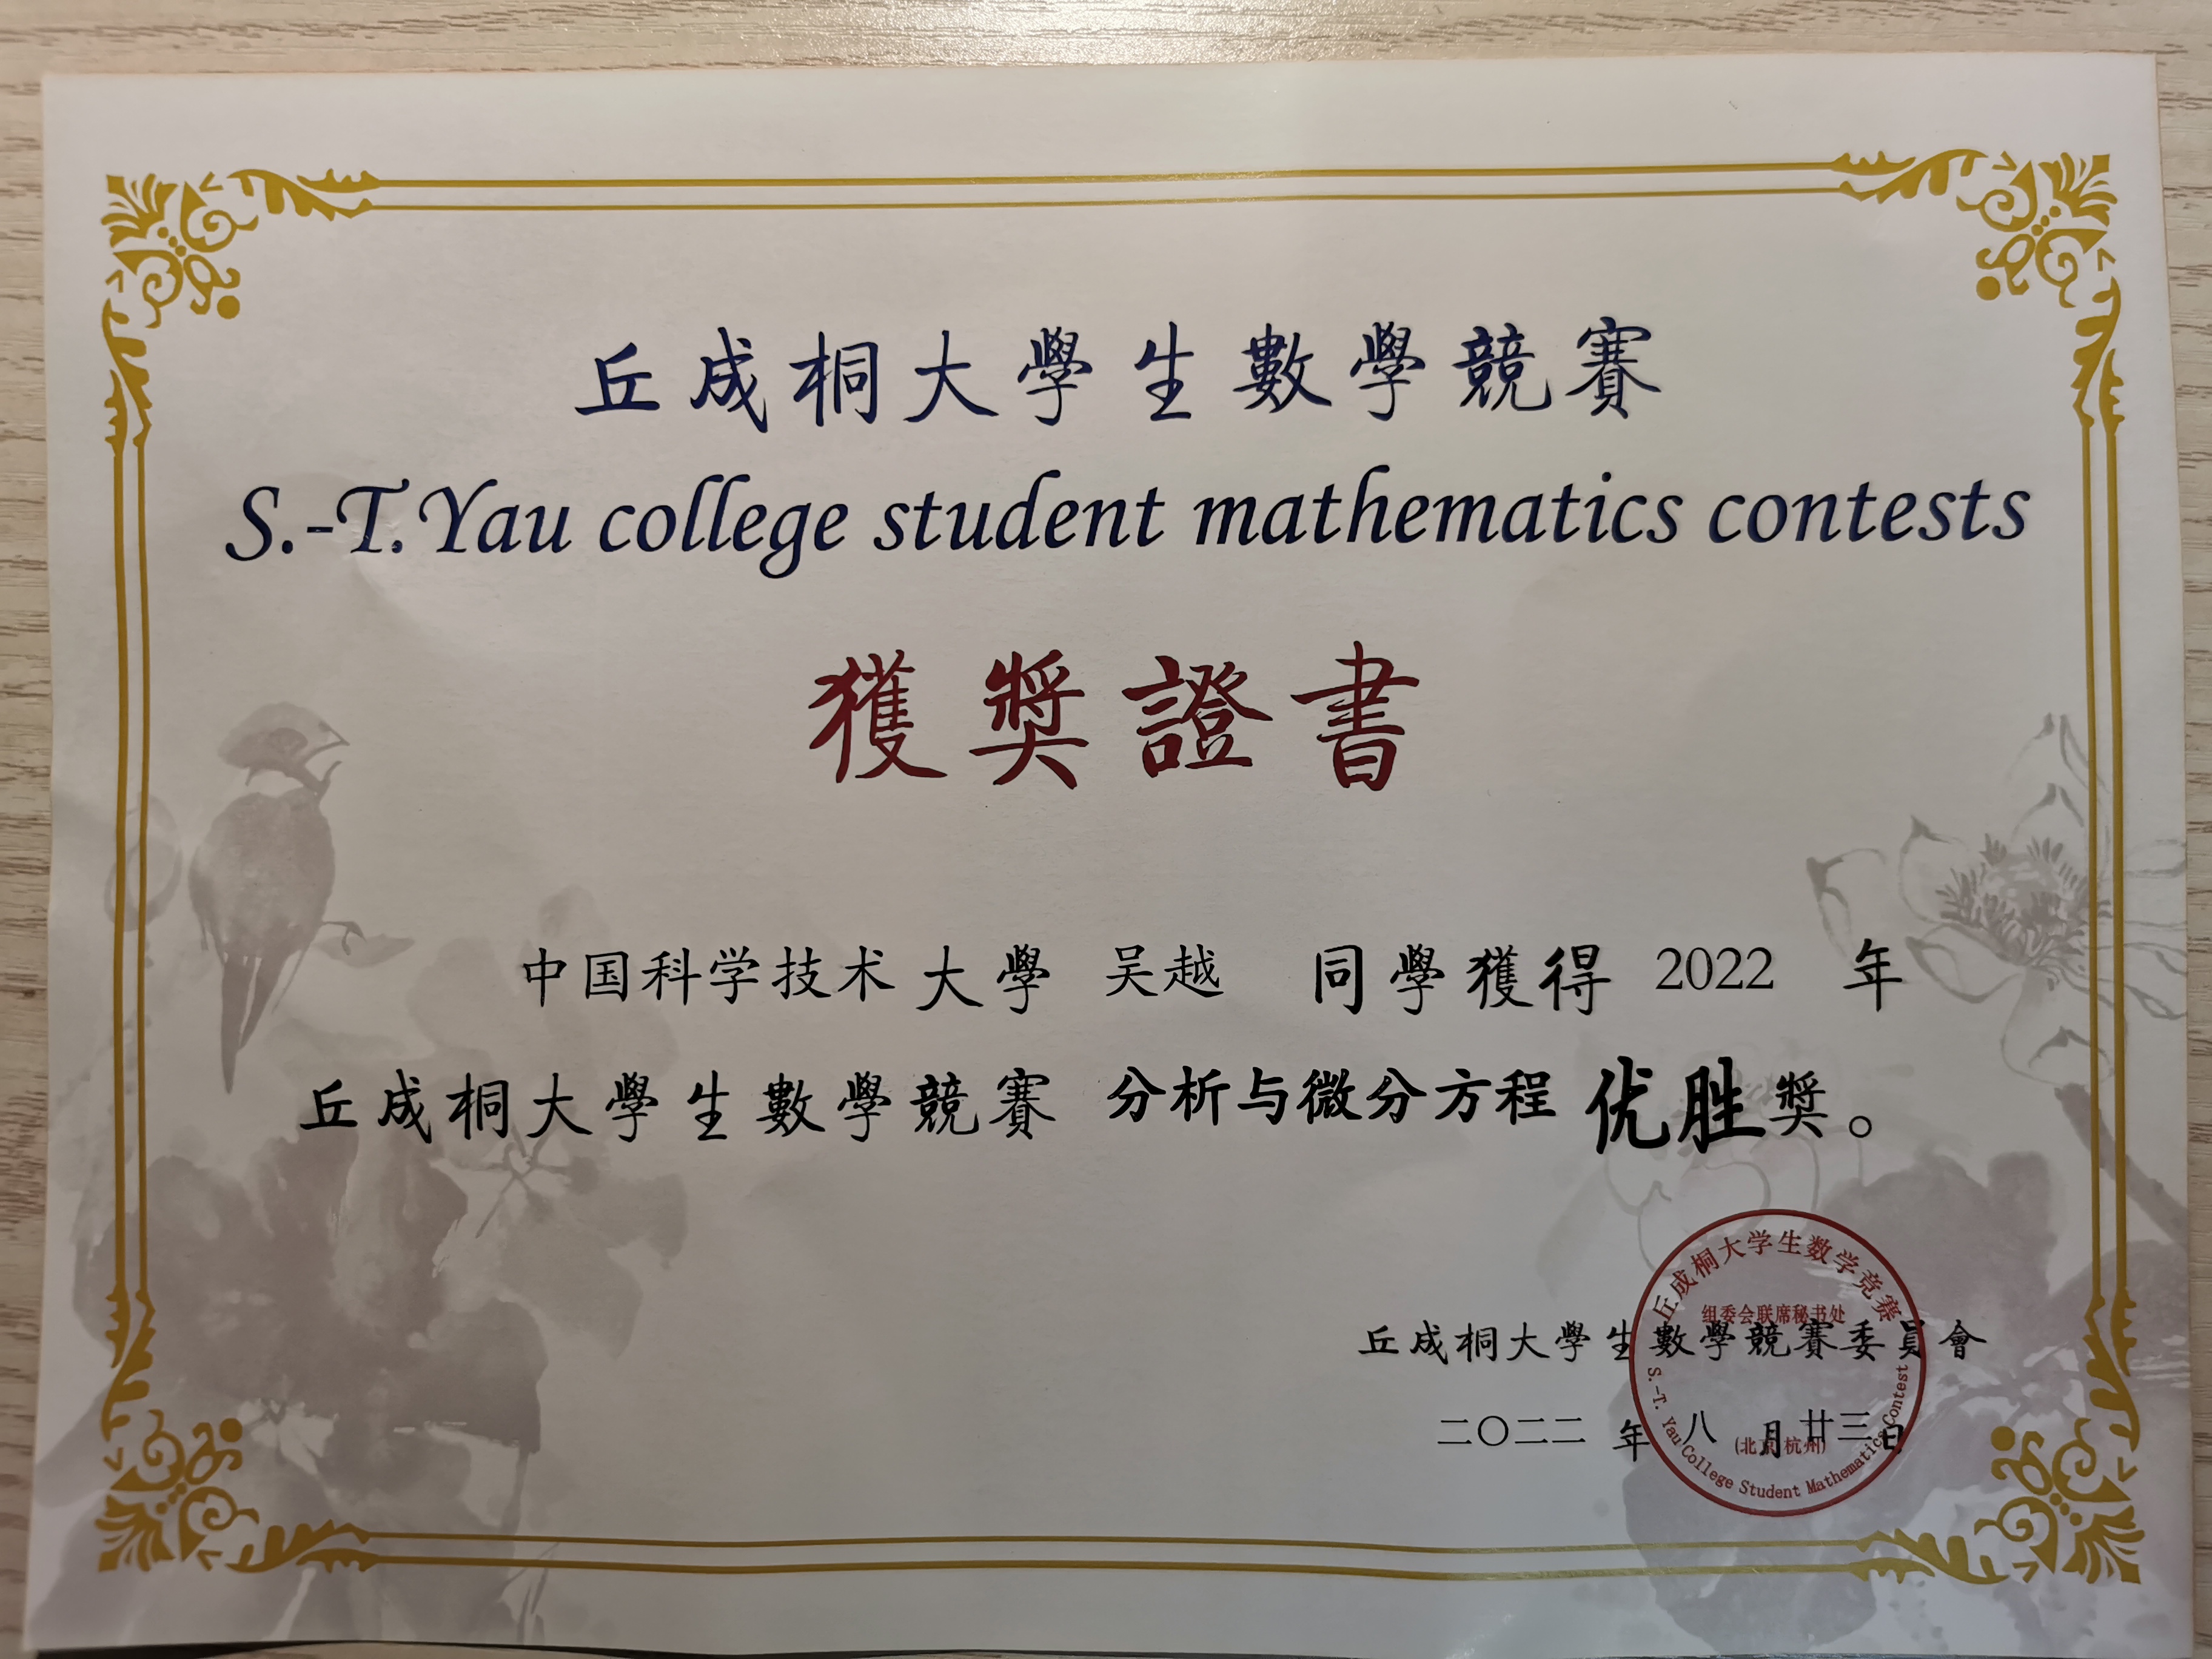 丘成桐大學生數學競賽
S.-T.Yau college student mathematics contests
獲獎證書
中国科学技术大學 吴越 同學獲得 2022 年
丘成桐大學生數學競賽 分析与微分方程 优胜獎。
丘成桐大學生數學競賽委員會
二〇二二 年 八 月 廿三 日
丘成桐大学生数学竞赛
组委会联席秘书处
(北京 杭州)
S.-T. Yau College Student Mathematics Contest